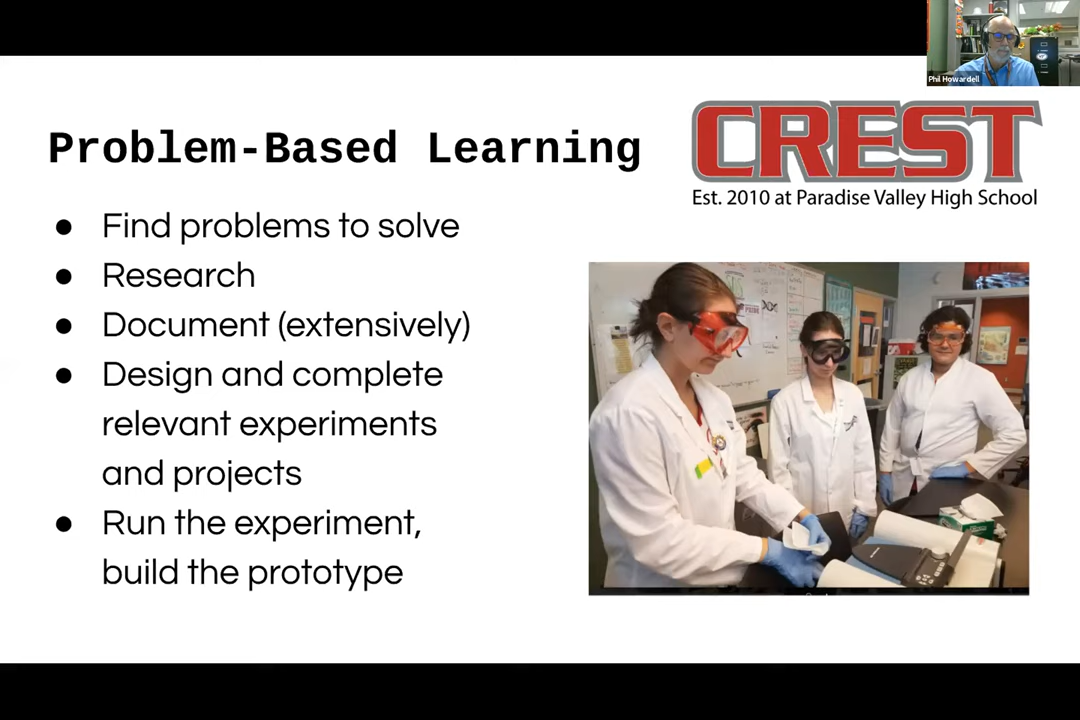 Phil Howardell
CREST
Est. 2010 at Paradise Valley High School
Problem-Based Learning
● Find problems to solve
● Research
● Document (extensively)
● Design and complete
relevant experiments
and projects
● Run the experiment,
build the prototype